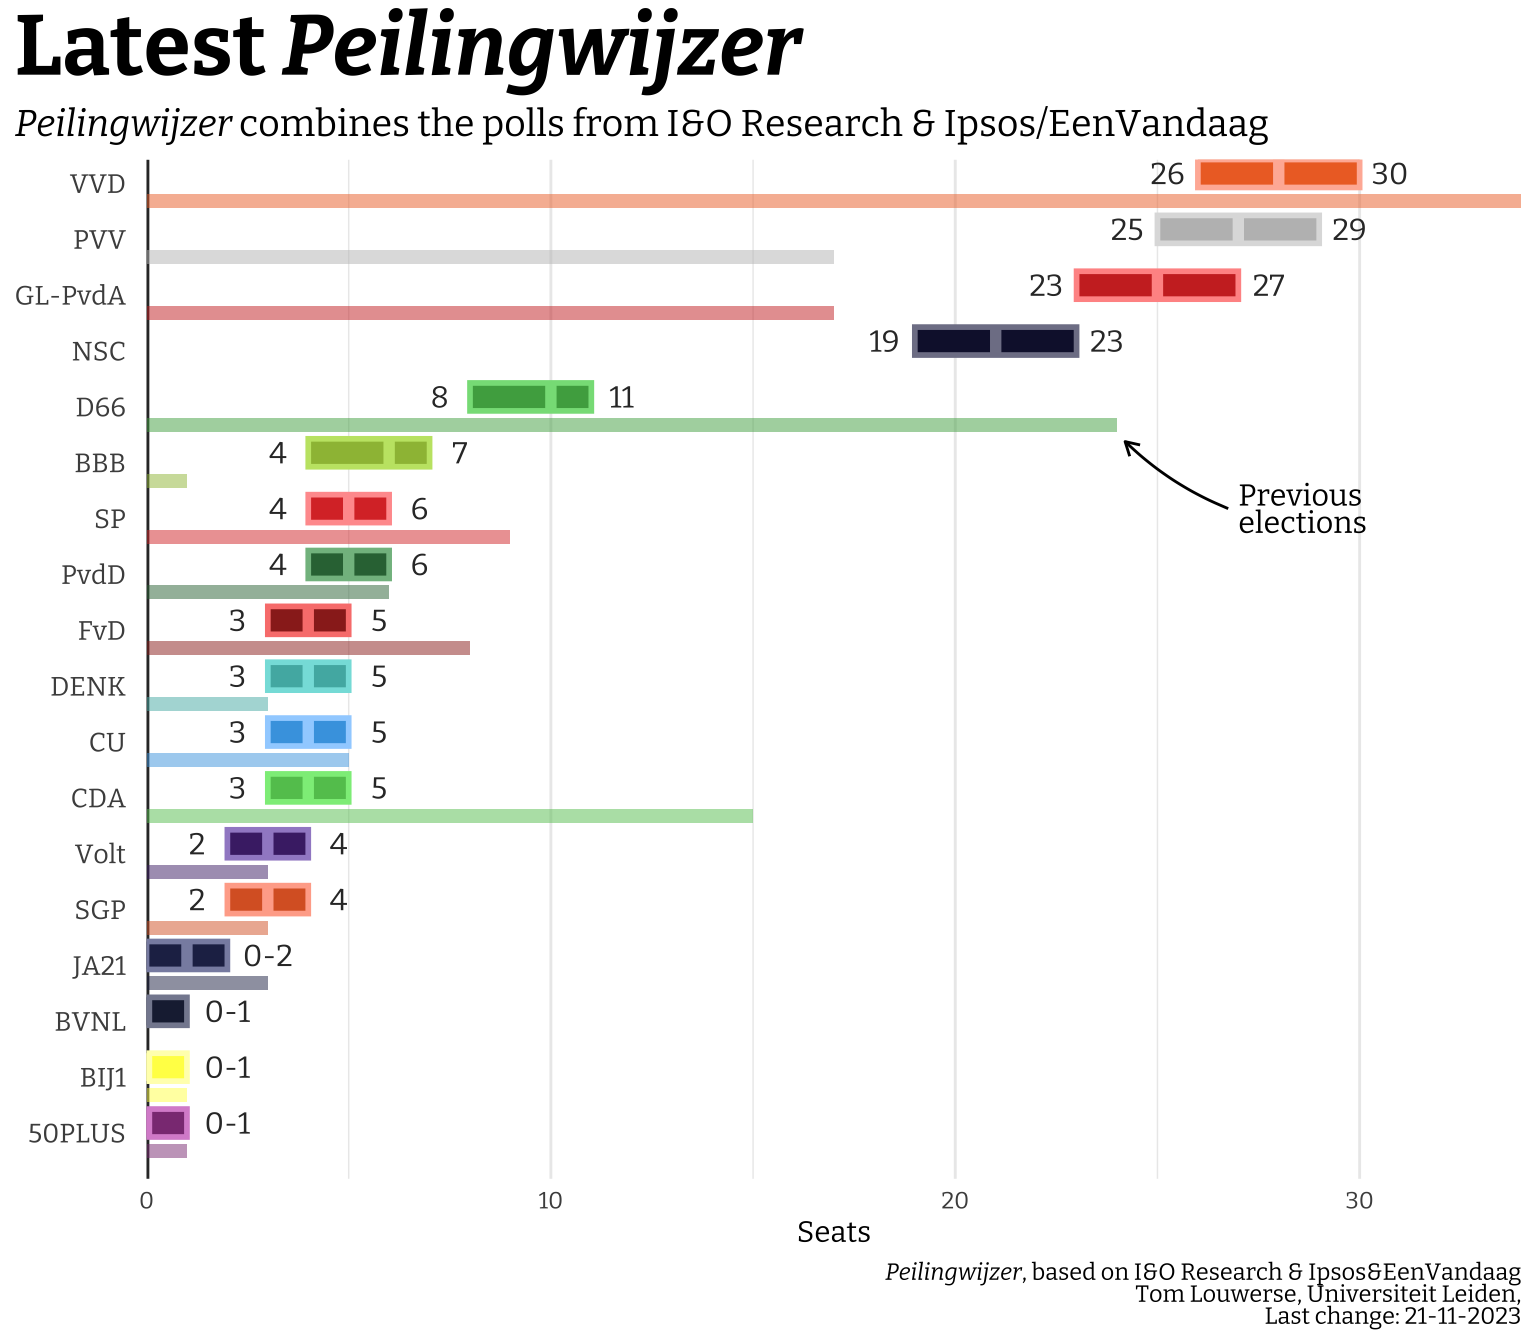 Latest Peilingwijzer
Peilingwijzer combines the polls from I&O Research & Ipsos/EenVandaag
VVD 26 30
PVV 25 29
GL-PvdA 23 27
NSC 19 23
D66 8 11
BBB 4 7
Previous
elections
SP 4 6
PvdD 4 6
FvD 3 5
DENK 3 5
CU 3 5
CDA 3 5
Volt 2 4
SGP 2 4
JA21 0-2
BVNL 0-1
BIJ1 0-1
50PLUS 0-1
0 10 20 30
Seats
Peilingwijzer, based on I&O Research & Ipsos&EenVandaag
Tom Louwerse, Universiteit Leiden,
Last change: 21-11-2023